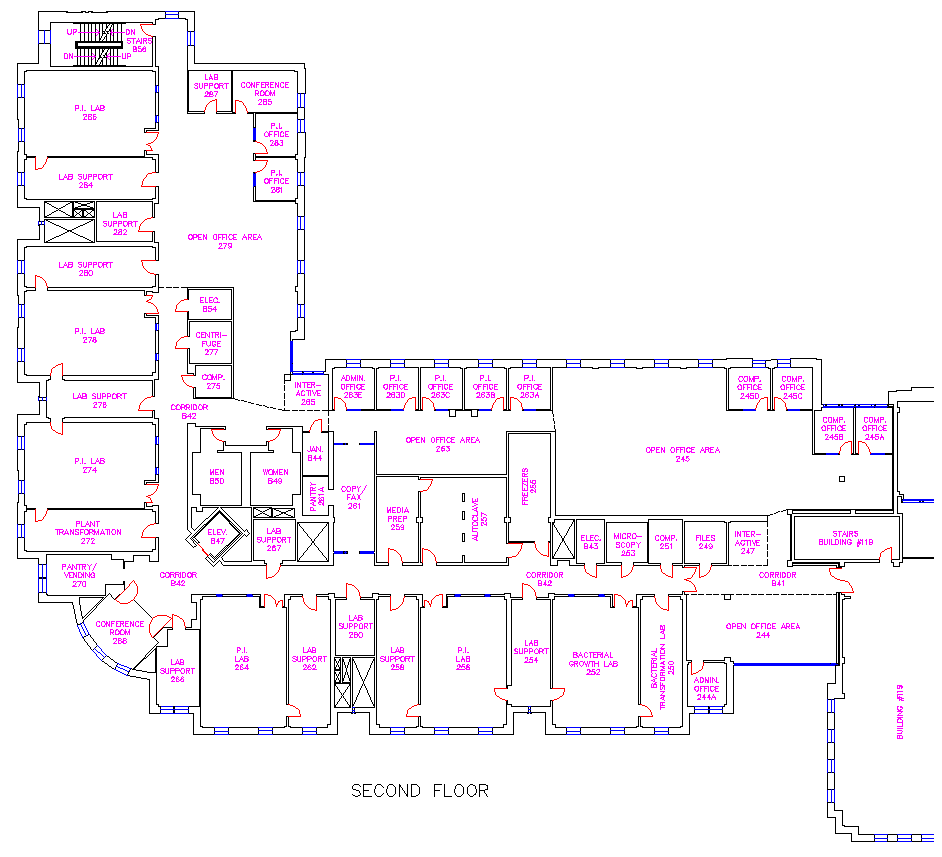 UP
DN
STAIRS
B56
DN
UP
LAB
SUPPORT
287
CONFERENCE
ROOM
285
P.I. LAB
286
P.I.
OFFICE
283
LAB SUPPORT
284
P.I.
OFFICE
281
LAB
SUPPORT
282
OPEN OFFICE AREA
279
LAB SUPPORT
280
ELEC.
B54
P.I. LAB
278
CENTRI-
FUGE
277
COMP.
275
INTER-
ACTIVE
265
ADMIN.
OFFICE
263E
P.I.
OFFICE
263D
P.I.
OFFICE
263C
P.I.
OFFICE
263B
P.I.
OFFICE
263A
COMP.
OFFICE
245D
COMP.
OFFICE
245C
LAB SUPPORT
276
CORRIDOR
B42
COMP.
OFFICE
245B
COMP.
OFFICE
245A
OPEN OFFICE AREA
263
OPEN OFFICE AREA
245
P.I. LAB
274
MEN
B50
WOMEN
B49
JAN.
B44
PANTRY
261A
COPY/
FAX
261
FREEZERS
255
MEDIA
PREP
259
AUTOCLAVE
257
PLANT
TRANSFORMATION
272
ELEV.
B47
LAB
SUPPORT
267
ELEC.
B43
MICRO-
SCOPY
253
COMP.
251
FILES
249
INTER-
ACTIVE
247
STAIRS
BUILDING #119
PANTRY/
VENDING
270
CORRIDOR
B42
CORRIDOR
B42
CORRIDOR
B41
CONFERENCE
ROOM
268
LAB
SUPPORT
266
P.I.
LAB
264
LAB
SUPPORT
262
LAB
SUPPORT
260
LAB
SUPPORT
258
P.I.
LAB
256
LAB
SUPPORT
254
BACTERIAL
GROWTH LAB
252
BACTERIAL
TRANSFORMATION LAB
250
OPEN OFFICE AREA
244
ADMIN.
OFFICE
244A
BUILDING #119
SECOND FLOOR